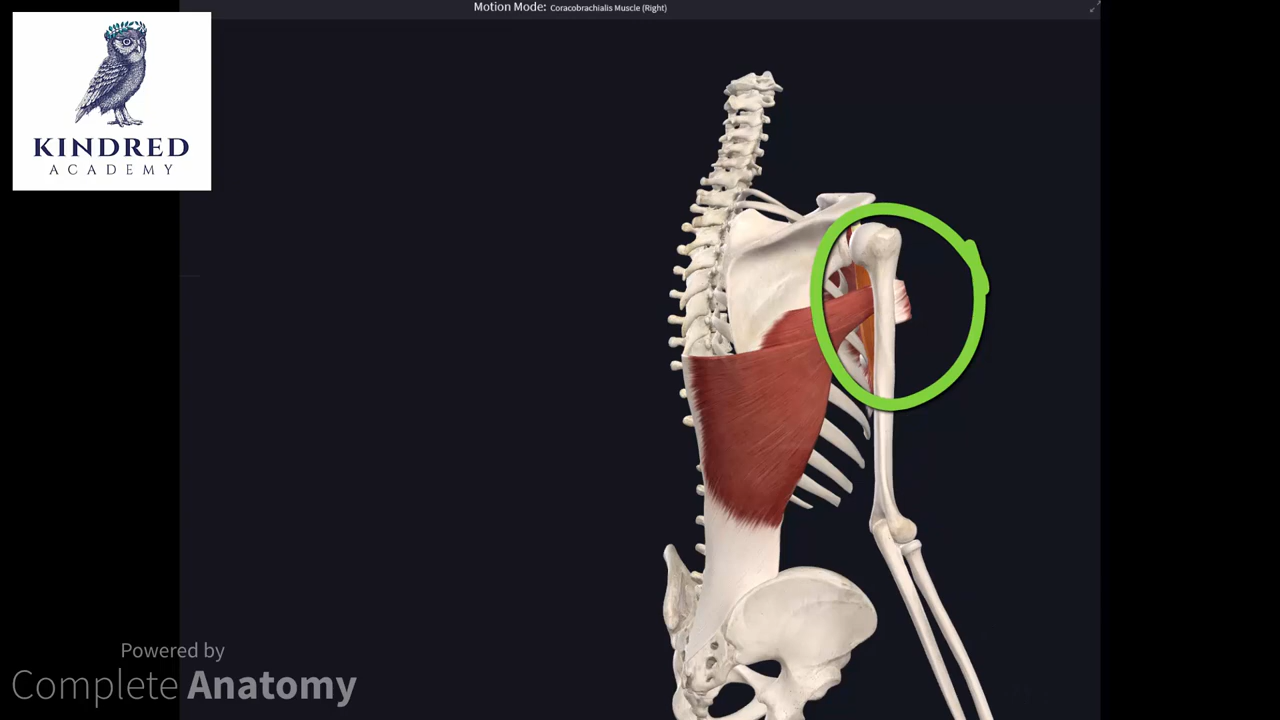 Motion Mode: Coracobrachialis Muscle (Right)
KINDRED
ACADEMY
Powered by
Complete Anatomy